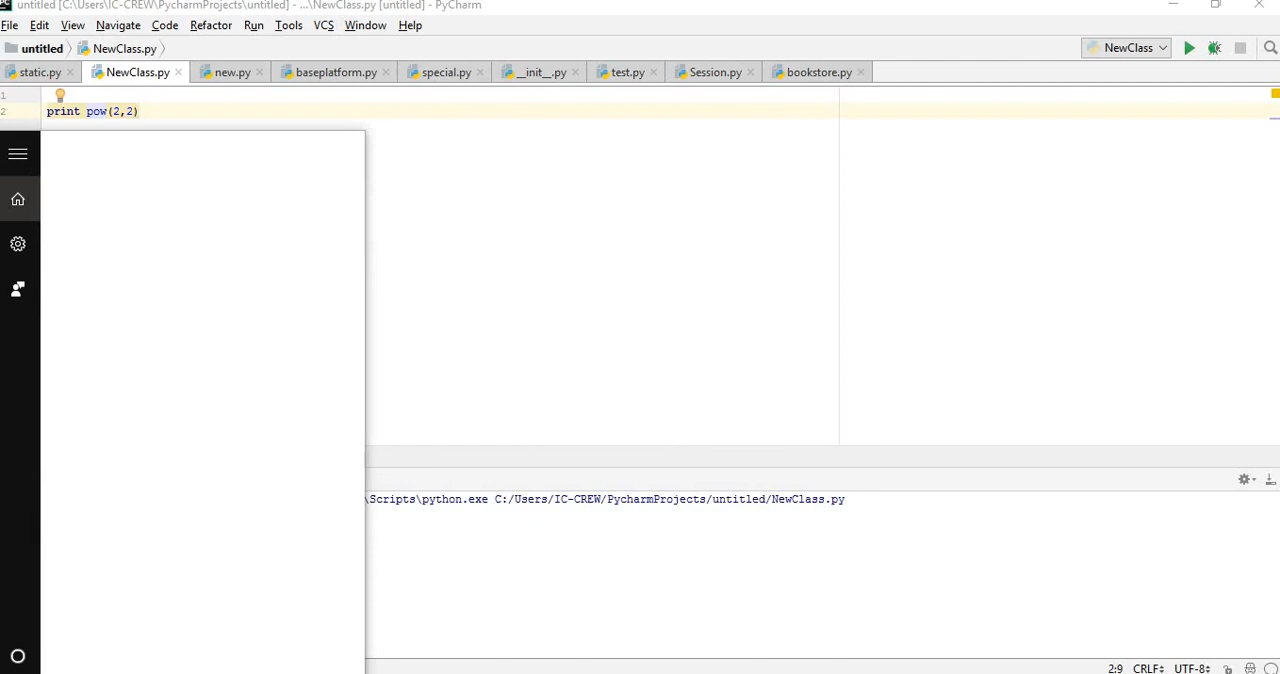 untitled [C:\Users\IC-CREW\PycharmProjects\untitled] - ...\NewClass.py [untitled] - PyCharm
File Edit View Navigate Code Refactor Run Tools VCS Window Help
untitled NewClass.py NewClass
static.py NewClass.py new.py baseplatform.py special.py __init__.py test.py Session.py bookstore.py
1
2 print pow(2,2)
\Scripts\python.exe C:/Users/IC-CREW/PycharmProjects/untitled/NewClass.py
2:9 CRLF UTF-8